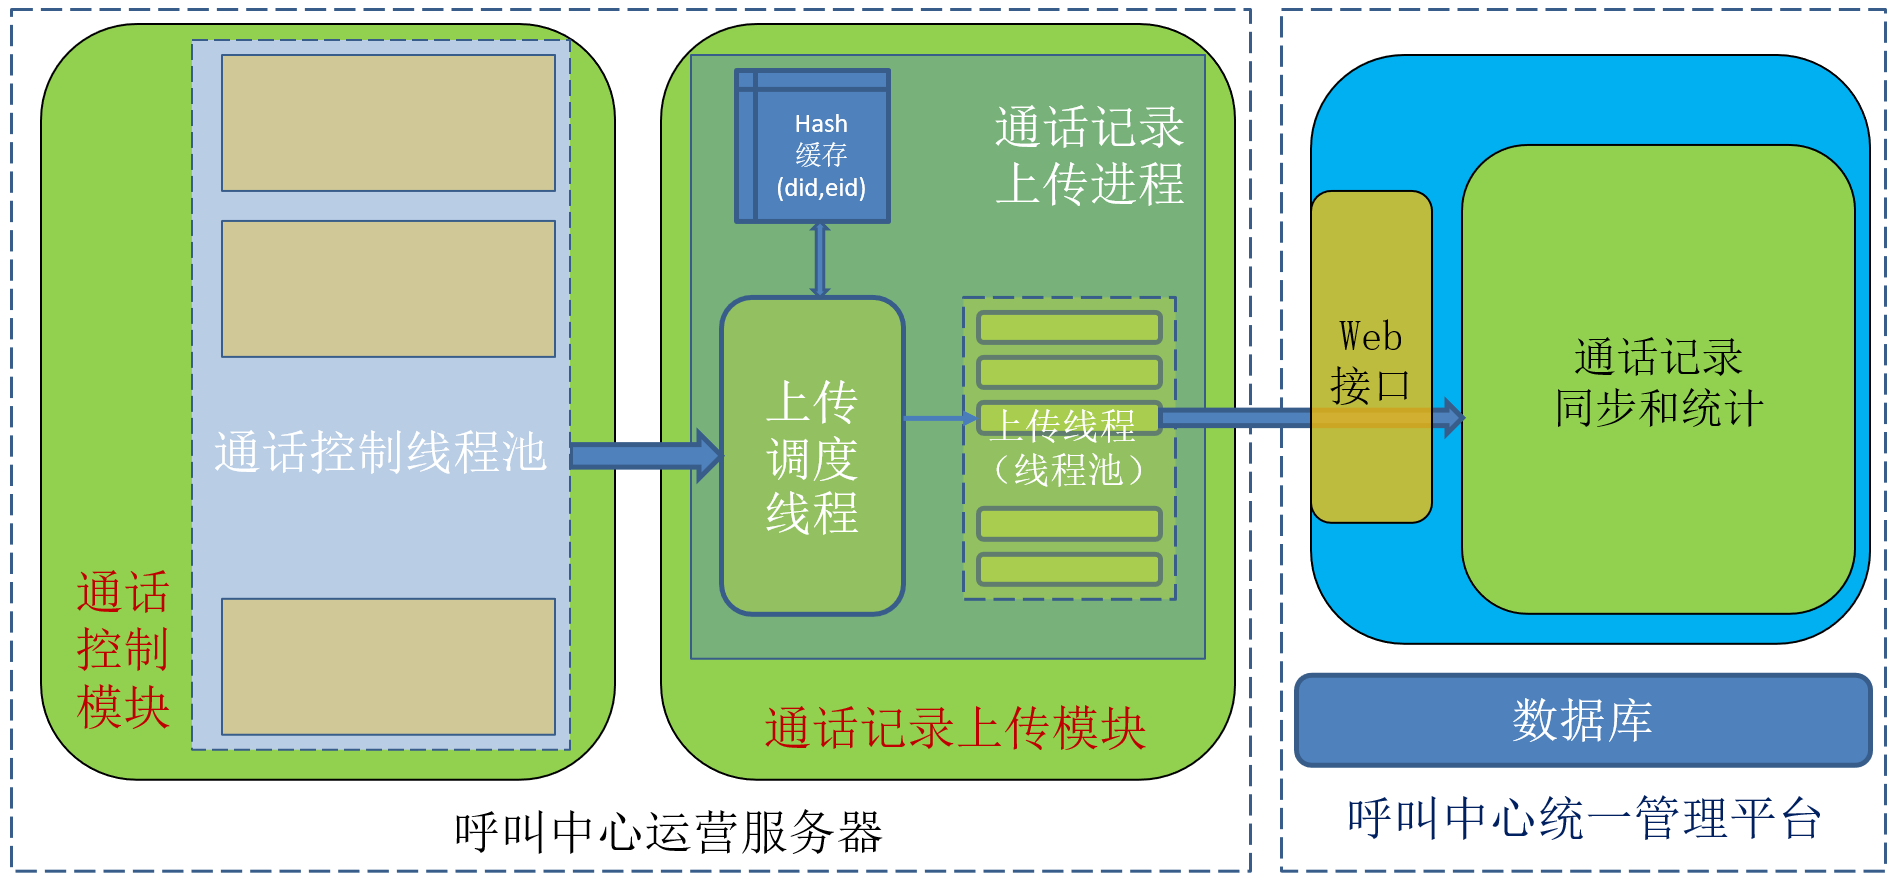 通话控制线程池
通话
控制
模块
Hash
缓存
(did,eid)
通话记录
上传进程
上传
调度
线程
上传线程
（线程池）
通话记录上传模块
呼叫中心运营服务器
Web
接口
通话记录
同步和统计
数据库
呼叫中心统一管理平台